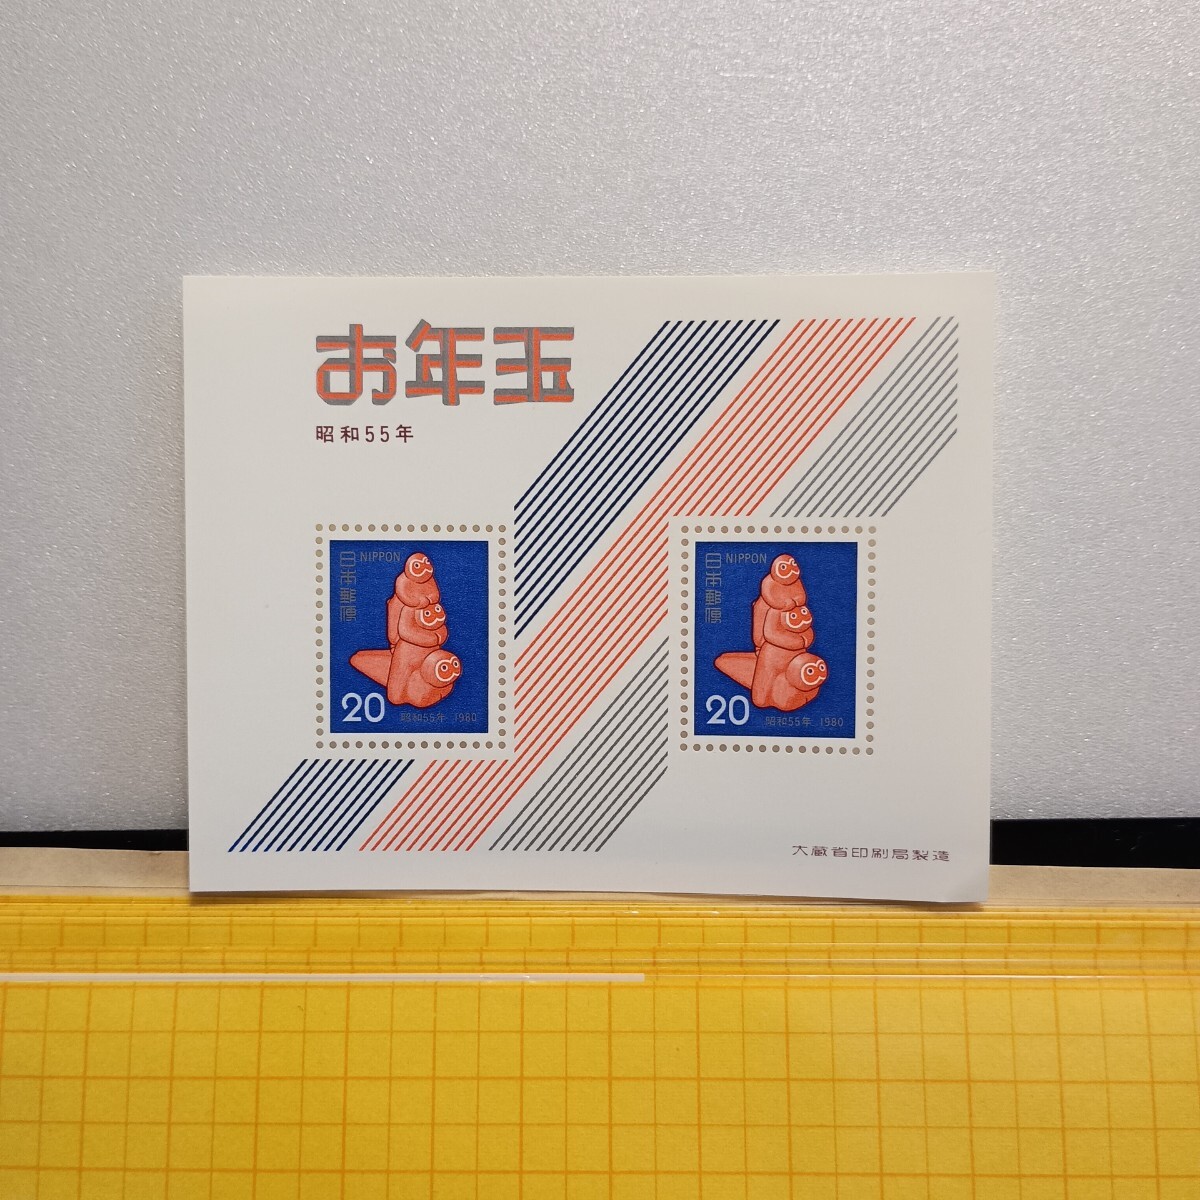 お年玉
昭和55年
NIPPON
日本郵便
20
昭和55年 1980
NIPPON
日本郵便
20
昭和55年 1980
大蔵省印刷局製造